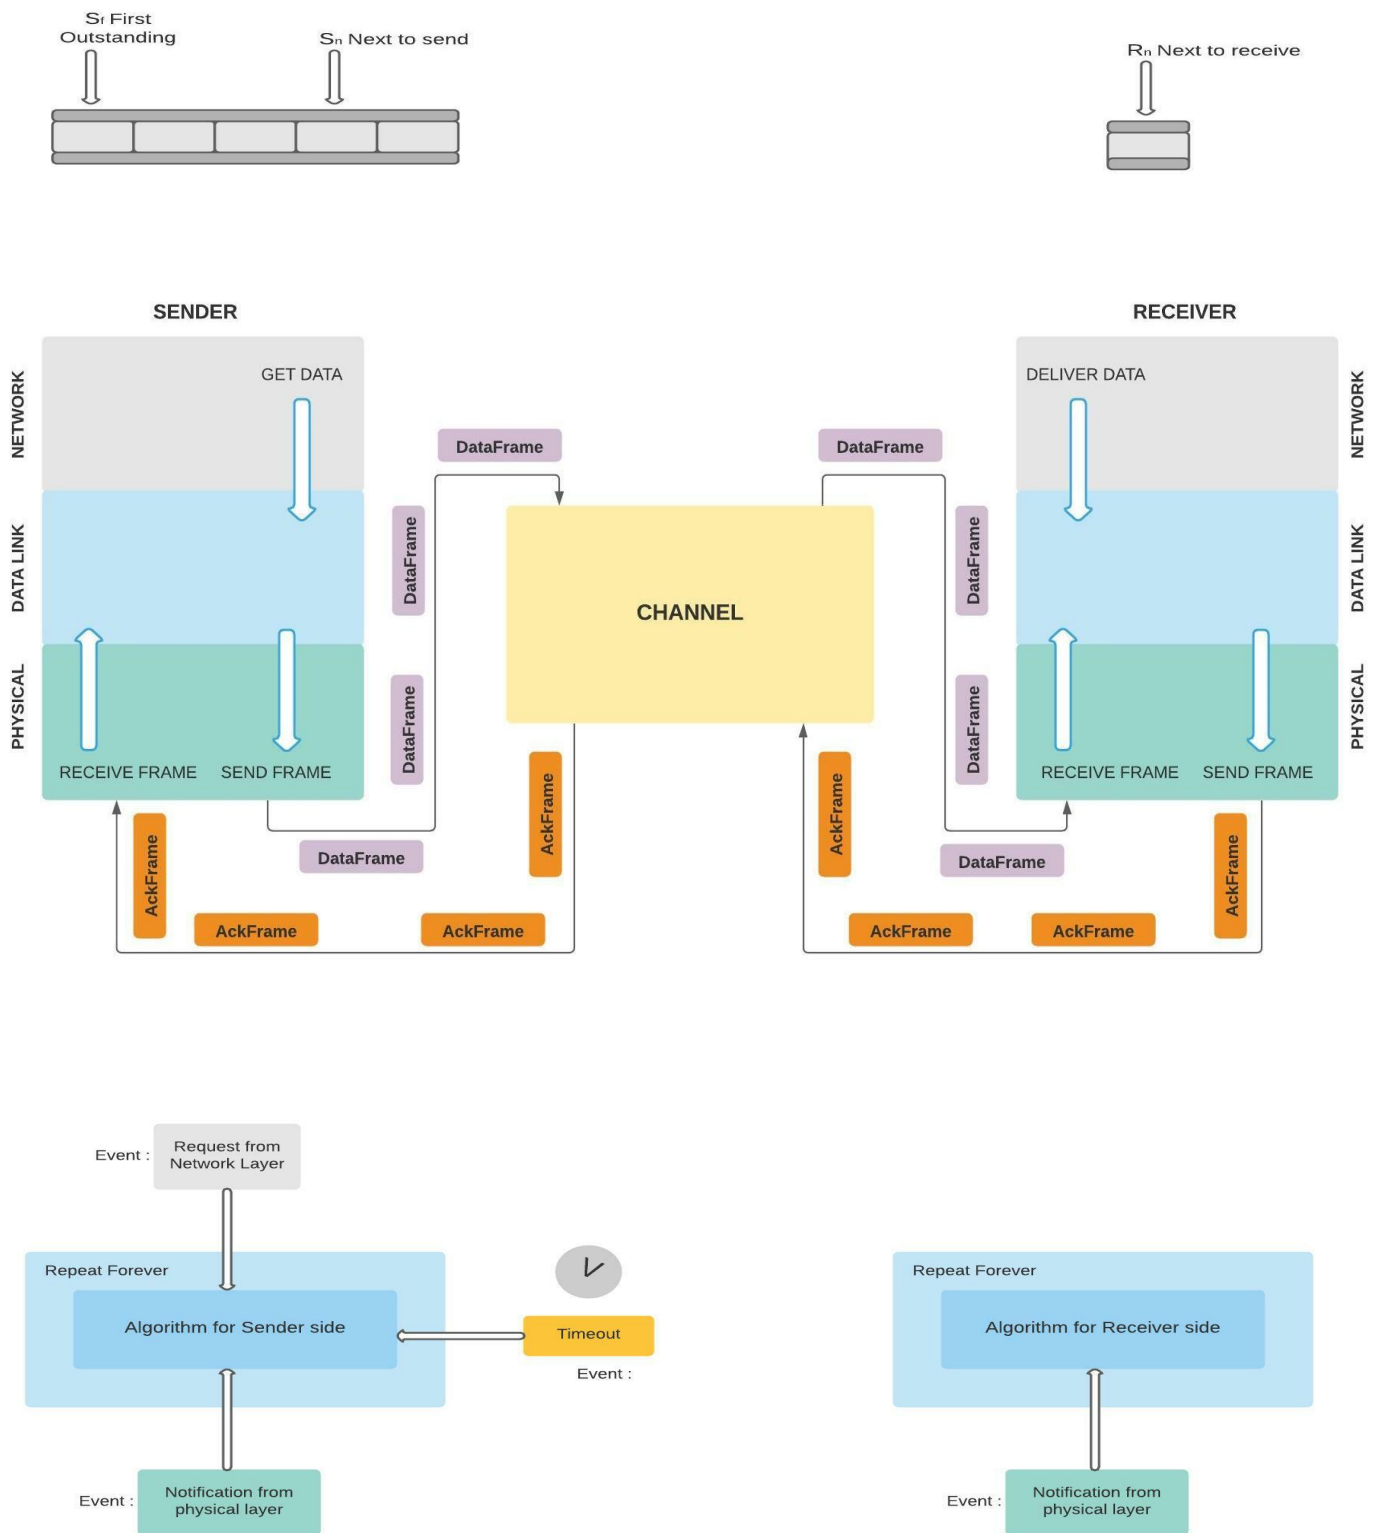 Sf First
Outstanding
Sn Next to send
Rn Next to receive
SENDER
RECEIVER
NETWORK
GET DATA
DELIVER DATA
NETWORK
DataFrame
DataFrame
DATA LINK
DataFrame
CHANNEL
DataFrame
DATA LINK
PHYSICAL
DataFrame
DataFrame
PHYSICAL
RECEIVE FRAME
SEND FRAME
RECEIVE FRAME
SEND FRAME
AckFrame
AckFrame
AckFrame
AckFrame
DataFrame
DataFrame
AckFrame
AckFrame
AckFrame
AckFrame
Event :
Request from
Network Layer
Repeat Forever
Algorithm for Sender side
Timeout
Event :
Repeat Forever
Algorithm for Receiver side
Event :
Notification from
physical layer
Event :
Notification from
physical layer